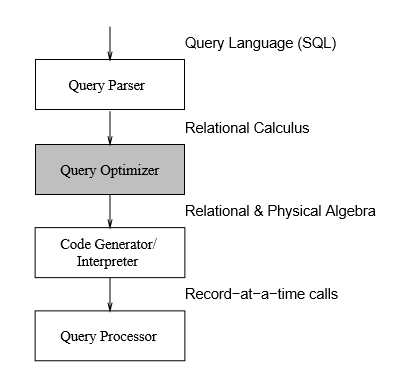 Query Language (SQL)
Query Parser
Relational Calculus
Query Optimizer
Relational & Physical Algebra
Code Generator/
Interpreter
Record−at−a−time calls
Query Processor